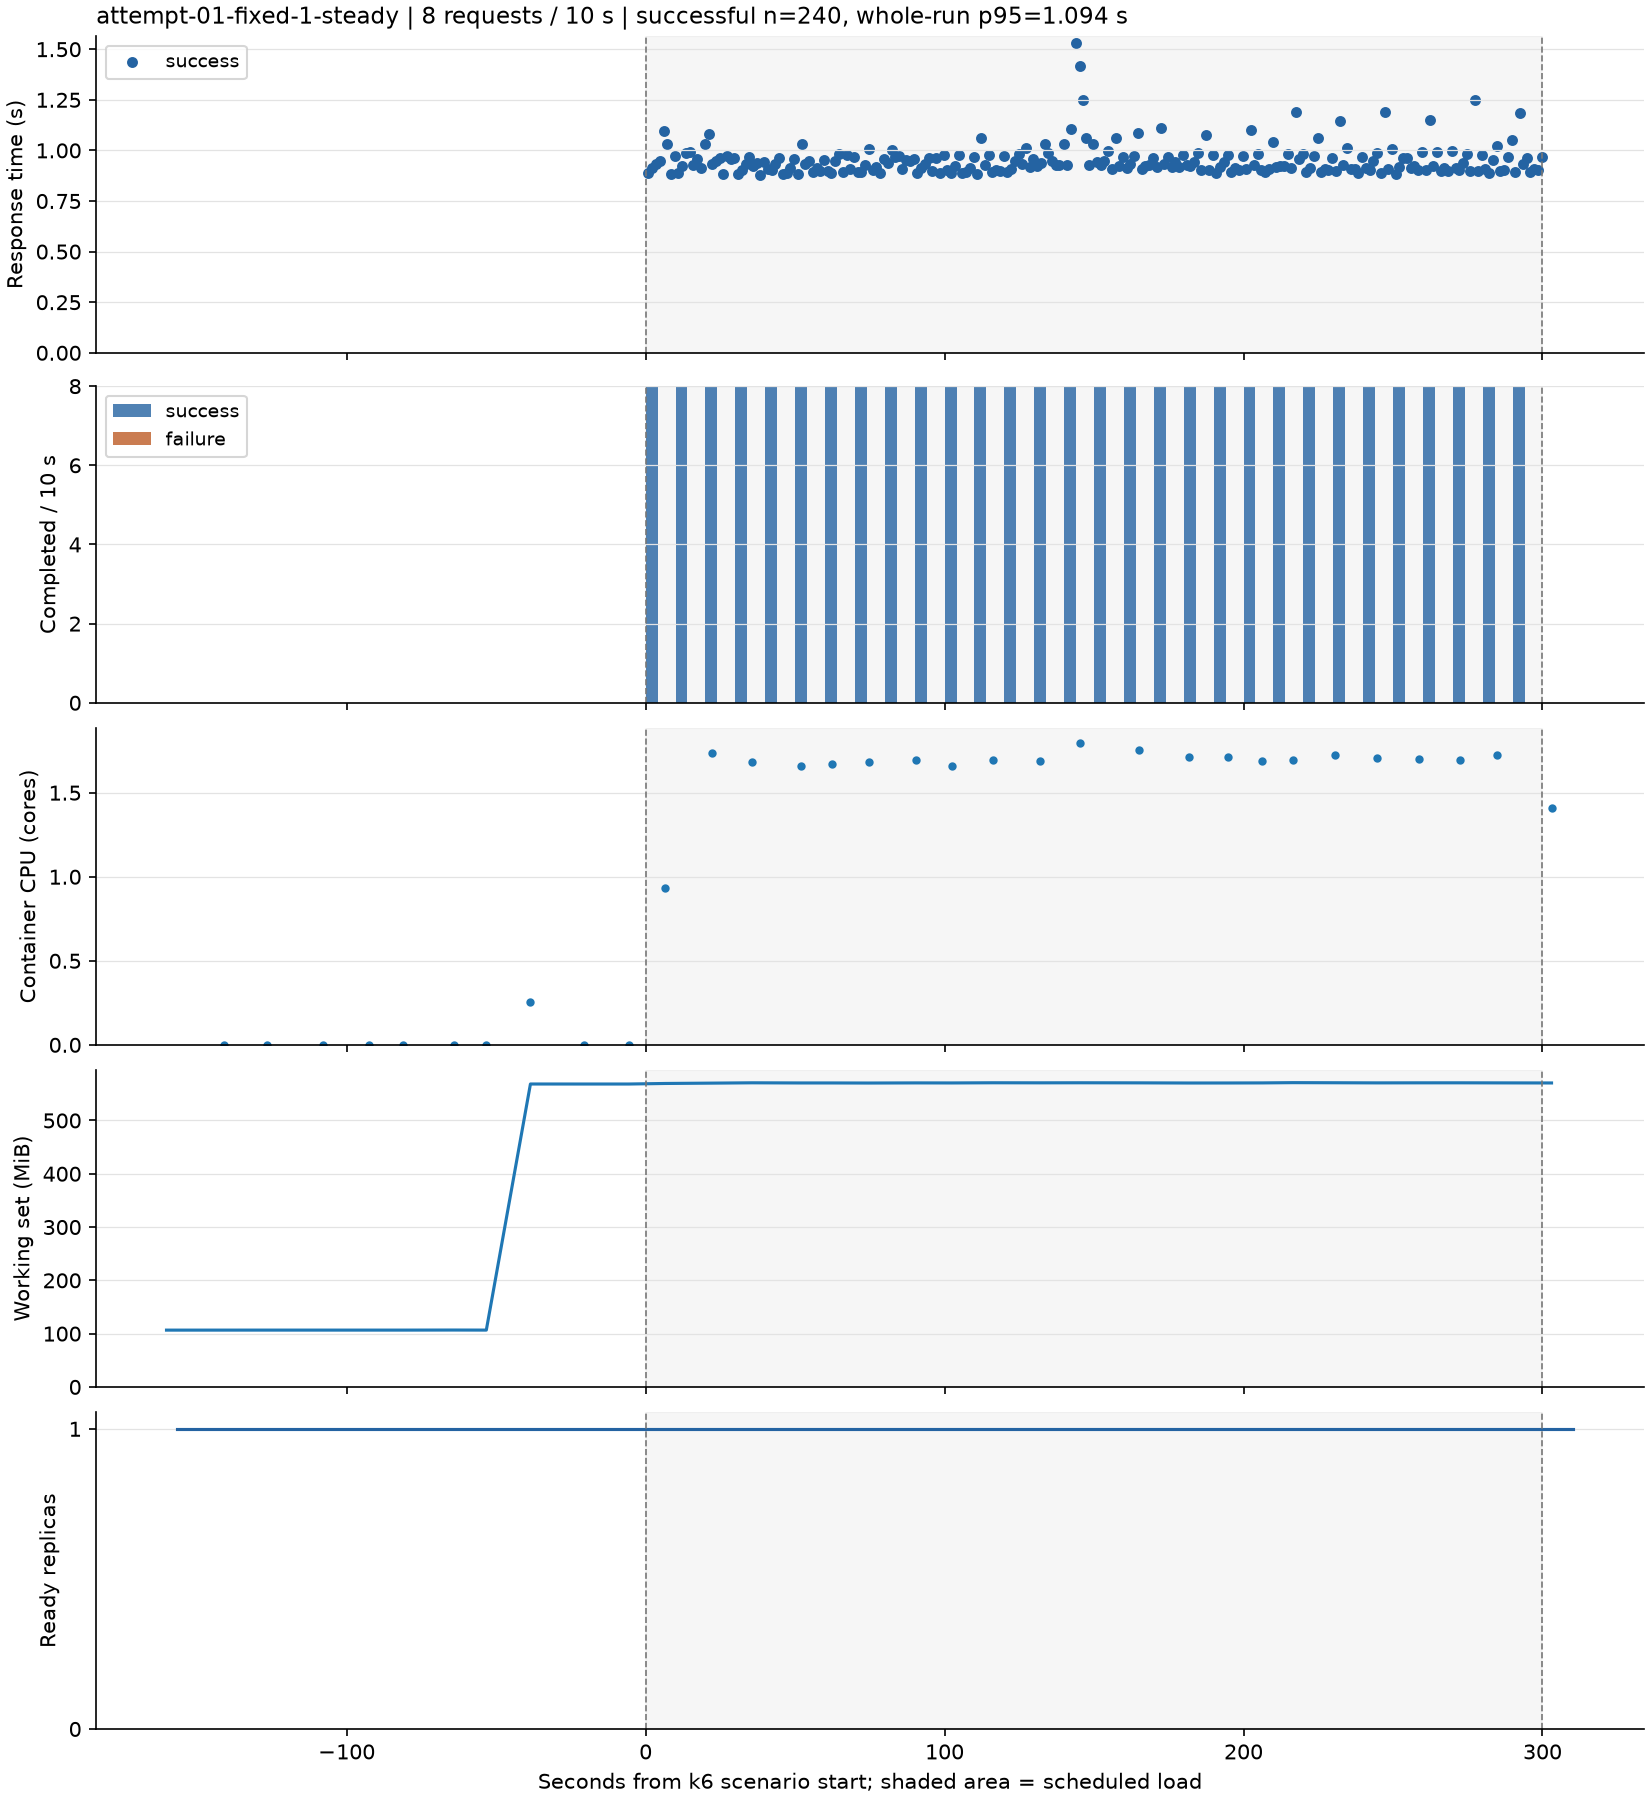 attempt-01-fixed-1-steady | 8 requests / 10 s | successful n=240, whole-run p95=1.094 s
Response time (s)
1.50
1.25
1.00
0.75
0.50
0.25
0.00
success
Completed / 10 s
8
6
4
2
0
success
failure
Container CPU (cores)
1.5
1.0
0.5
0.0
Working set (MiB)
500
400
300
200
100
0
Ready replicas
1
0
−100 0 100 200 300
Seconds from k6 scenario start; shaded area = scheduled load